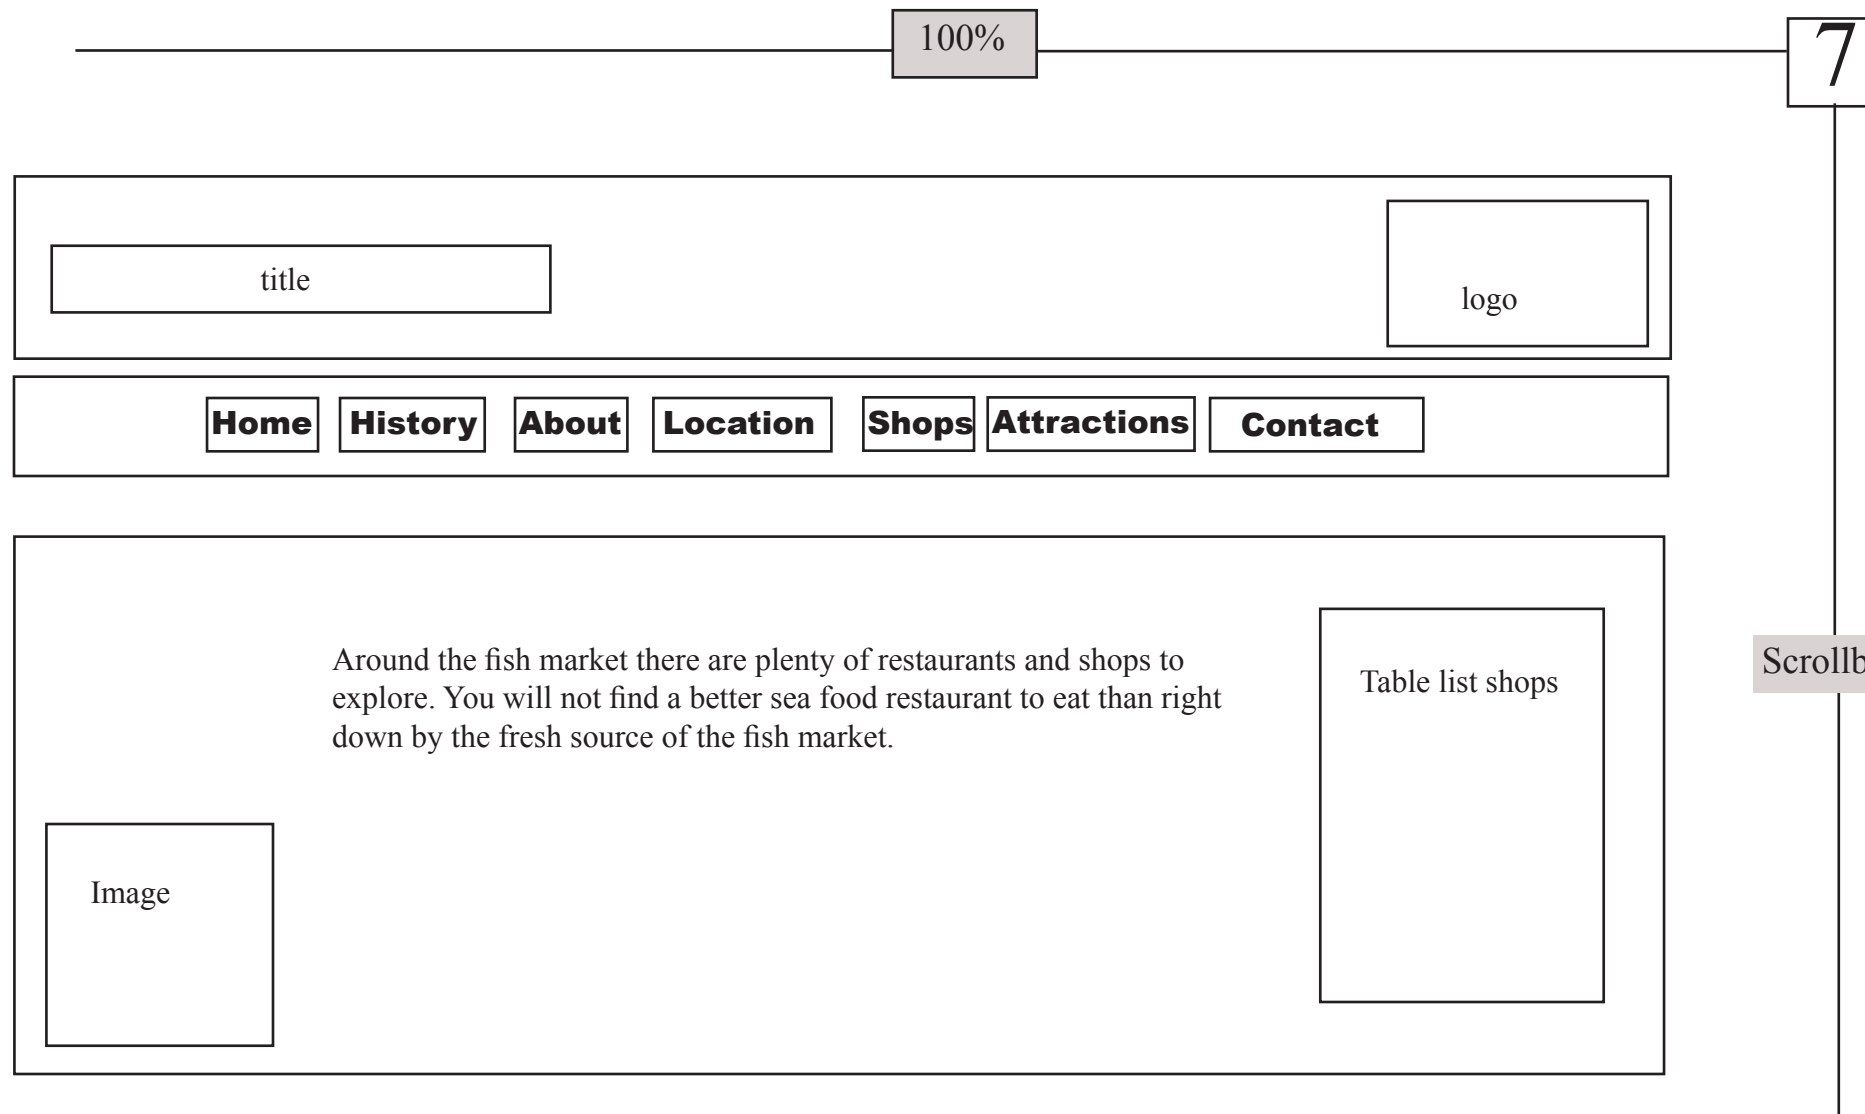 100%
7
title
logo
Home History About Location Shops Attractions Contact
Around the fish market there are plenty of restaurants and shops to
explore. You will not find a better sea food restaurant to eat than right
down by the fresh source of the fish market.
Table list shops
Scrollb
Image